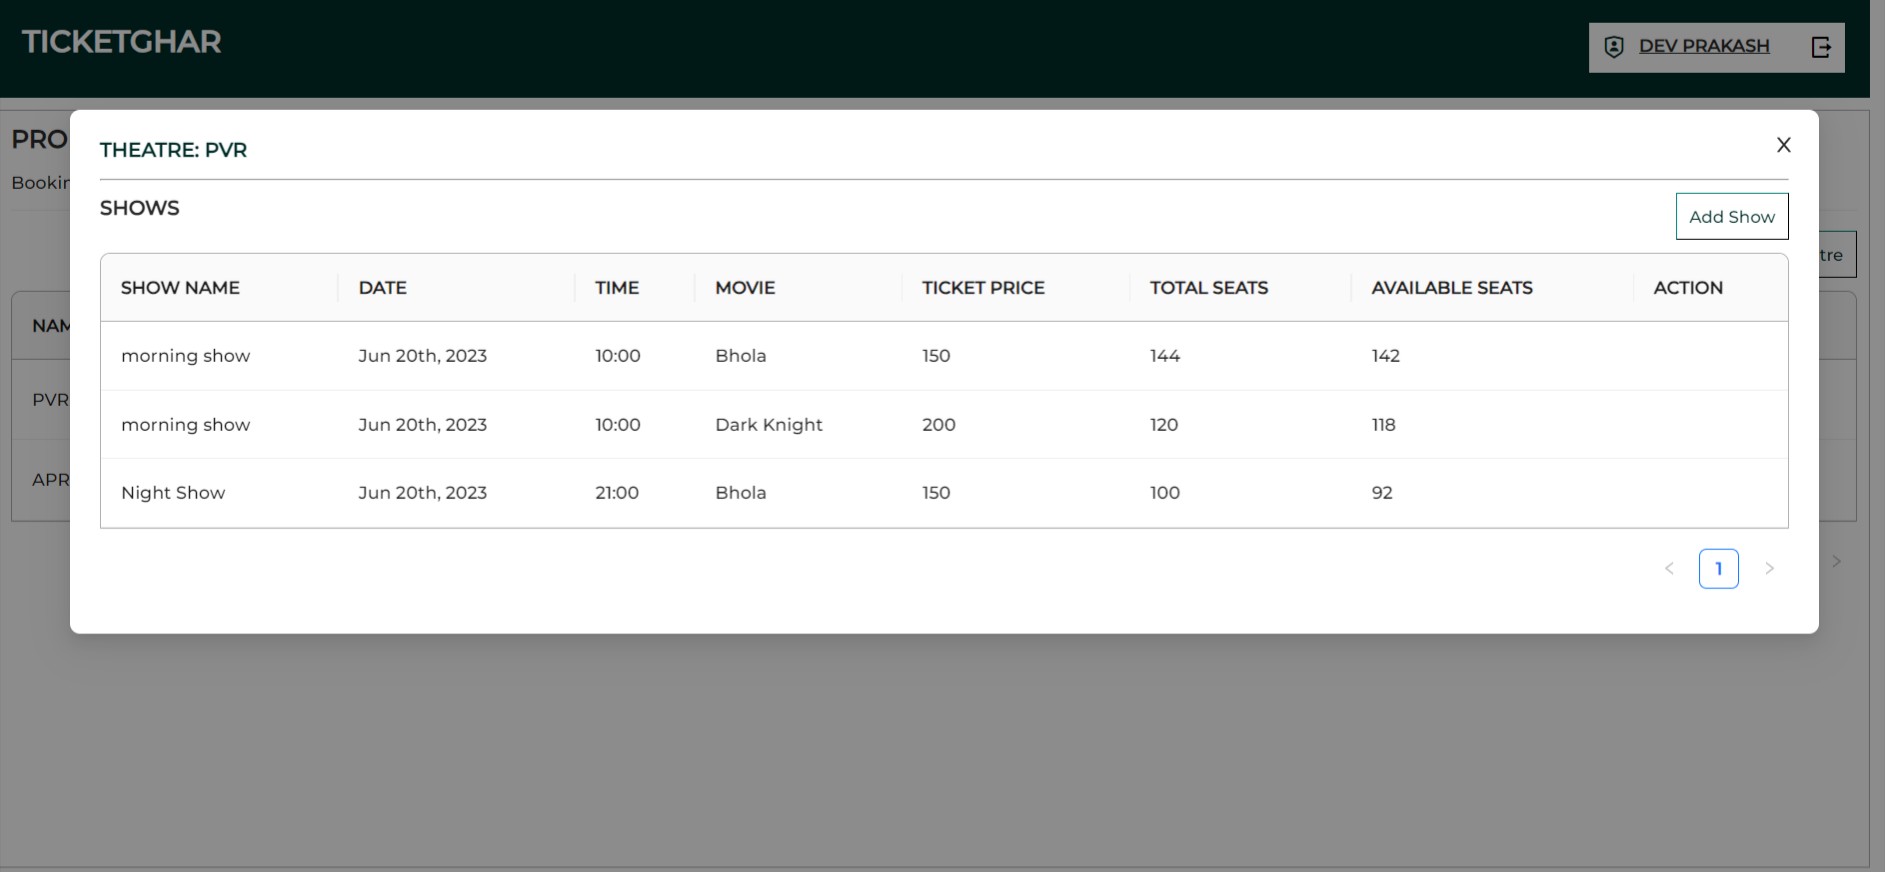 TICKETGHAR
DEV PRAKASH
PRO
Bookin
THEATRE: PVR
X
SHOWS
Add Show
tre
NAM
SHOW NAME DATE TIME MOVIE TICKET PRICE TOTAL SEATS AVAILABLE SEATS ACTION
morning show Jun 20th, 2023 10:00 Bhola 150 144 142
PVR
morning show Jun 20th, 2023 10:00 Dark Knight 200 120 118
APR
Night Show Jun 20th, 2023 21:00 Bhola 150 100 92
< 1 >
>